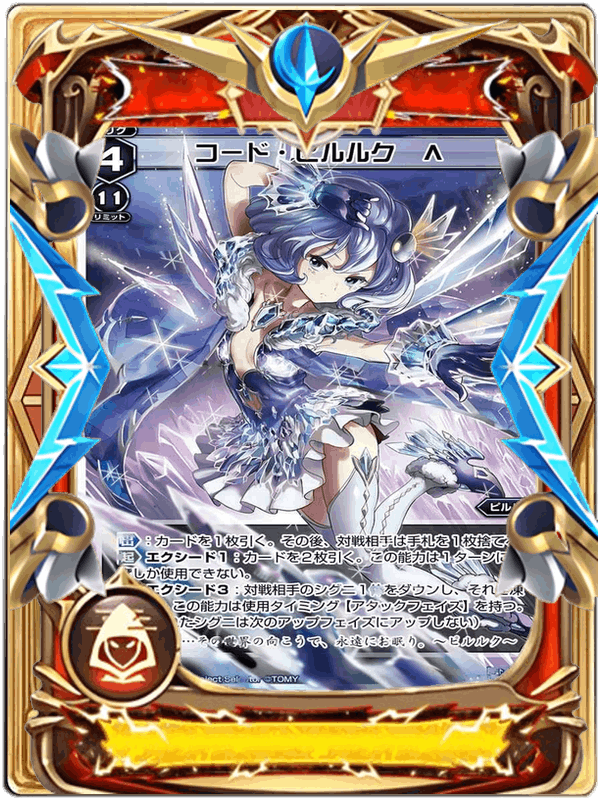 4
コード・ピルルク Λ
11
リミット
ピル
出：カードを１枚引く。その後、対戦相手は手札を１枚捨て
起 エクシード１：カードを２枚引く。この能力は１ターンに
しか使用できない。
エクシード３：対戦相手のシグニ１体をダウンし、それを凍
この能力は使用タイミング【アタックフェイズ】を持つ。
たシグニは次のアップフェイズにアップしない）
…その世界の向こうで、永遠にお眠り。～ピルルク～
ject Sel tor ©TOMY